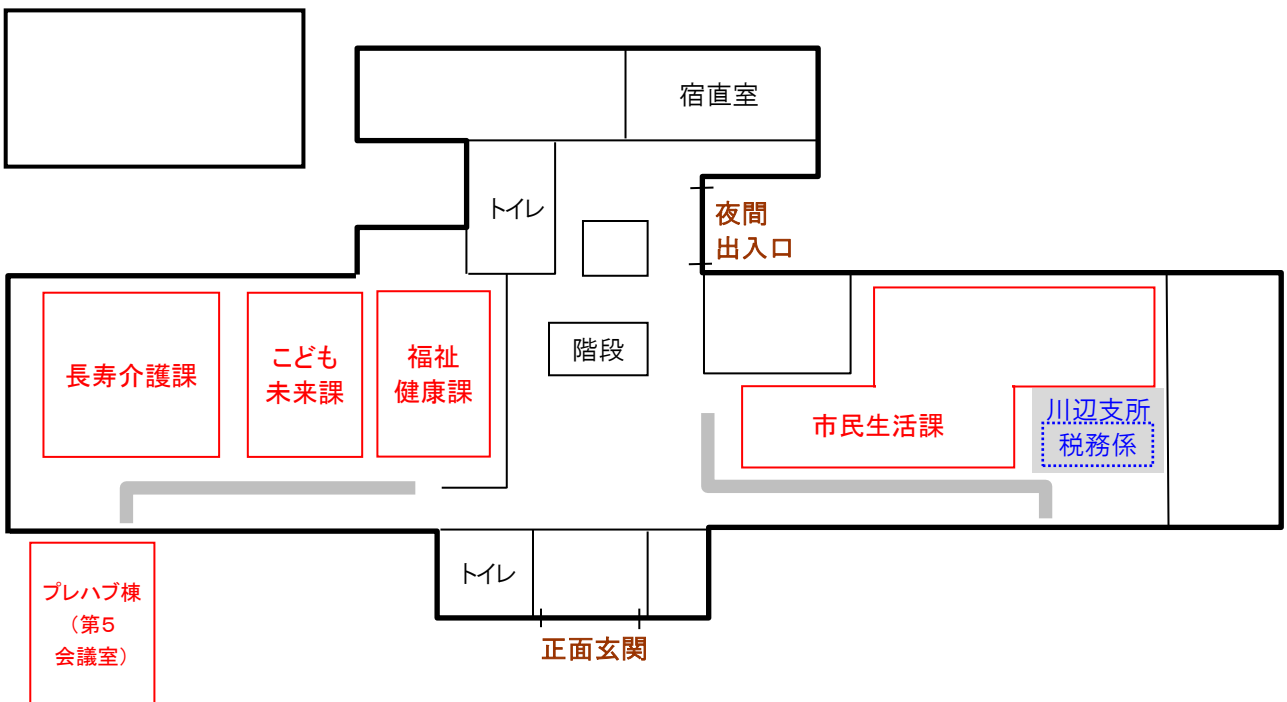 宿直室
トイレ
夜間
出入口
長寿介護課
こども
未来課
福祉
健康課
階段
市民生活課
川辺支所
税務係
トイレ
正面玄関
プレハブ棟
（第５
会議室）